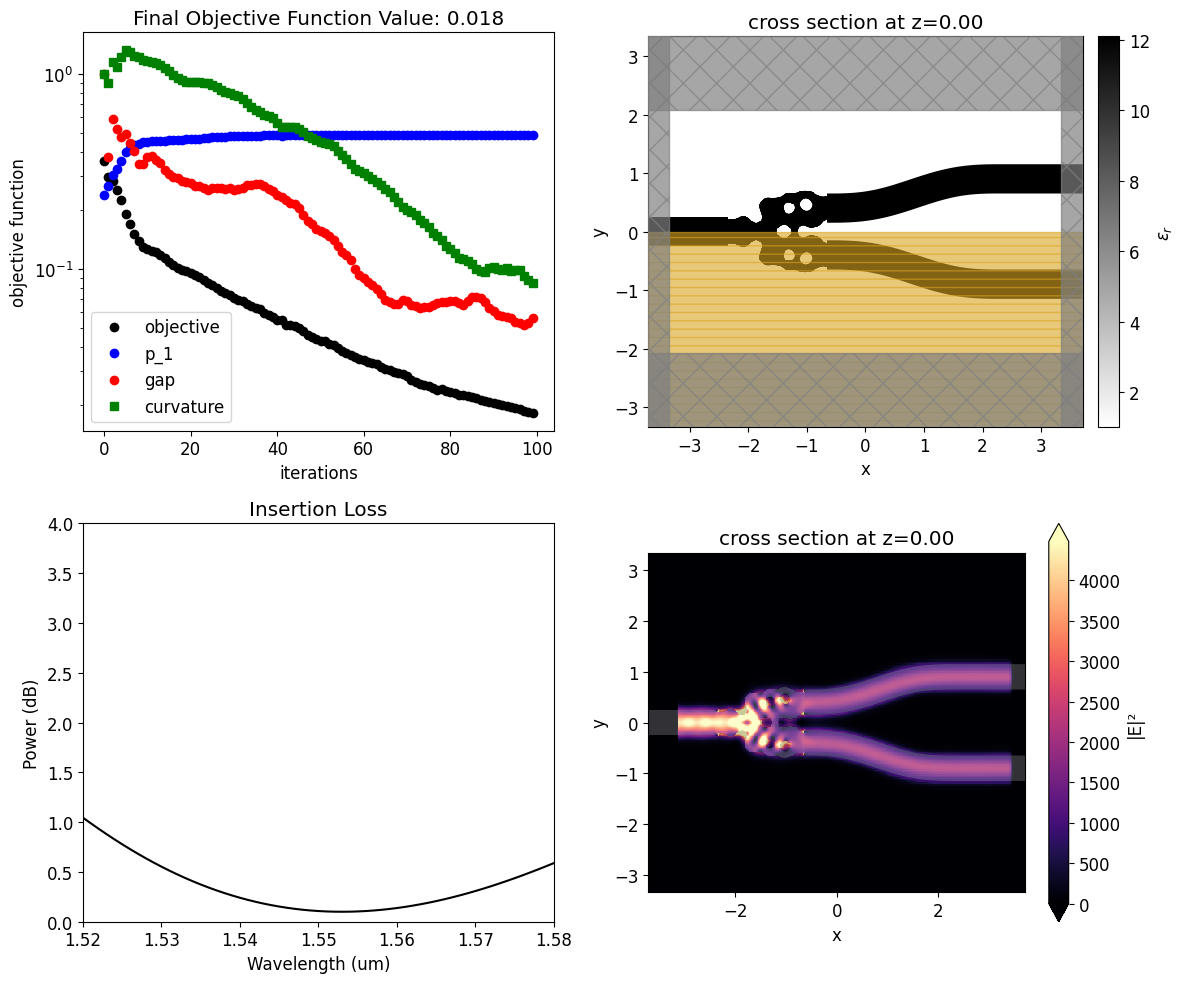 Final Objective Function Value: 0.018
objective function
10⁰
10⁻¹
objective
p_1
gap
curvature
0 20 40 60 80 100
iterations
cross section at z=0.00
y
3
2
1
0
−1
−2
−3
−3 −2 −1 0 1 2 3
x
12
10
8
6
4
2
εᵣ
Insertion Loss
Power (dB)
4.0
3.5
3.0
2.5
2.0
1.5
1.0
0.5
0.0
1.52 1.53 1.54 1.55 1.56 1.57 1.58
Wavelength (um)
cross section at z=0.00
y
3
2
1
0
−1
−2
−3
−2 0 2
x
4000
3500
3000
2500
2000
1500
1000
500
0
|E|²